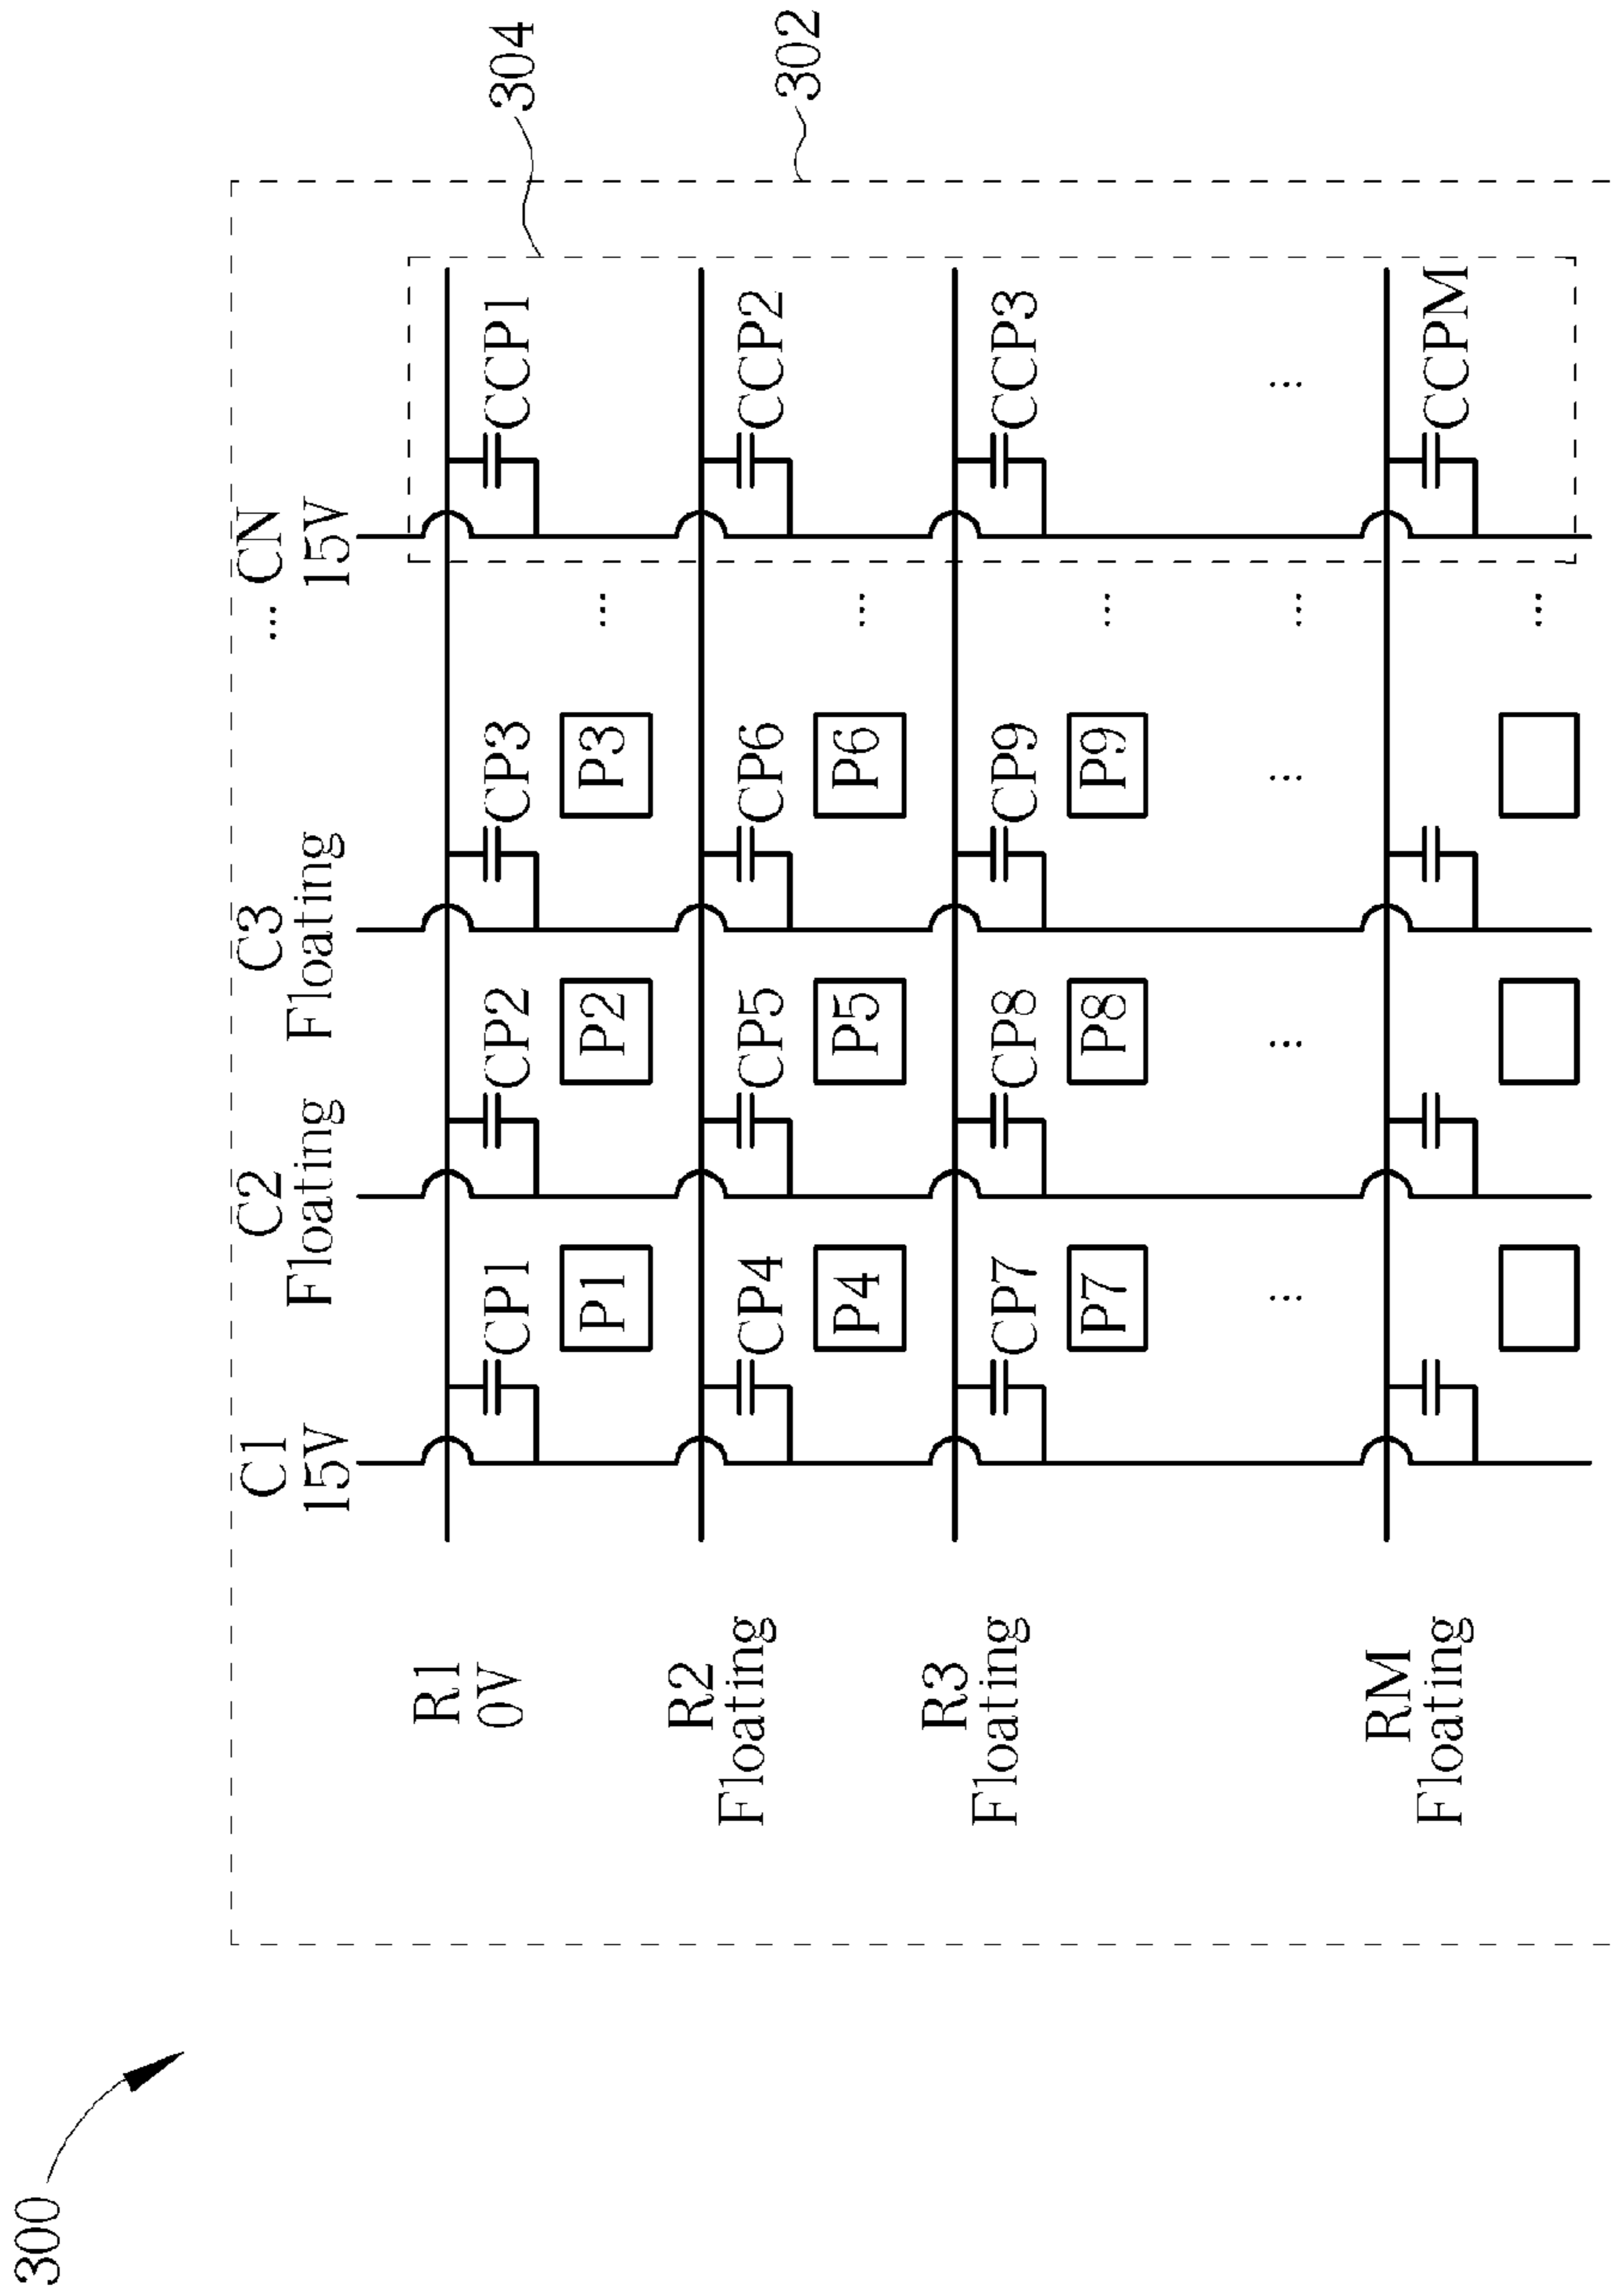 300
304
302
C1
15V
C2
Floating
C3
Floating
...
CN
15V
R1
0V
CP1
CP2
CP3
CCP1
P1
P2
P3
...
R2
Floating
CP4
CP5
CP6
CCP2
P4
P5
P6
...
R3
Floating
CP7
CP8
CP9
CCP3
P7
P8
P9
...
...
...
...
...
...
RM
Floating
CCPM
...